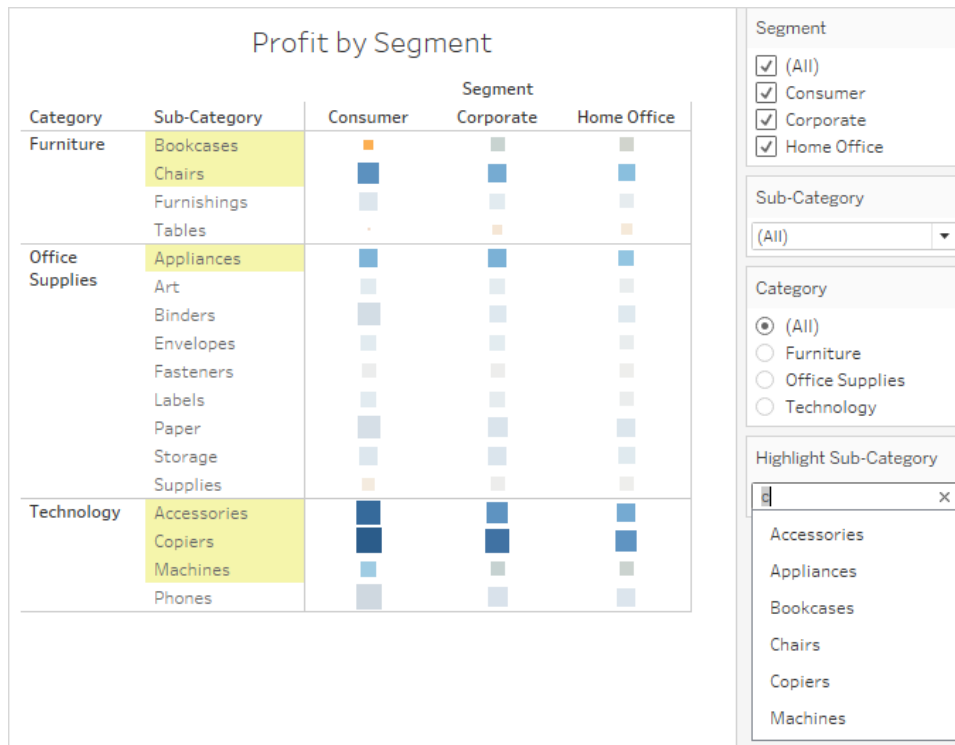 Profit by Segment
Segment
Category Sub-Category Consumer Corporate Home Office
Furniture Bookcases
Chairs
Furnishings
Tables
Office Supplies Appliances
Art
Binders
Envelopes
Fasteners
Labels
Paper
Storage
Supplies
Technology Accessories
Copiers
Machines
Phones
Segment
(All)
Consumer
Corporate
Home Office
Sub-Category
(All)
Category
(All)
Furniture
Office Supplies
Technology
Highlight Sub-Category
c
Accessories
Appliances
Bookcases
Chairs
Copiers
Machines